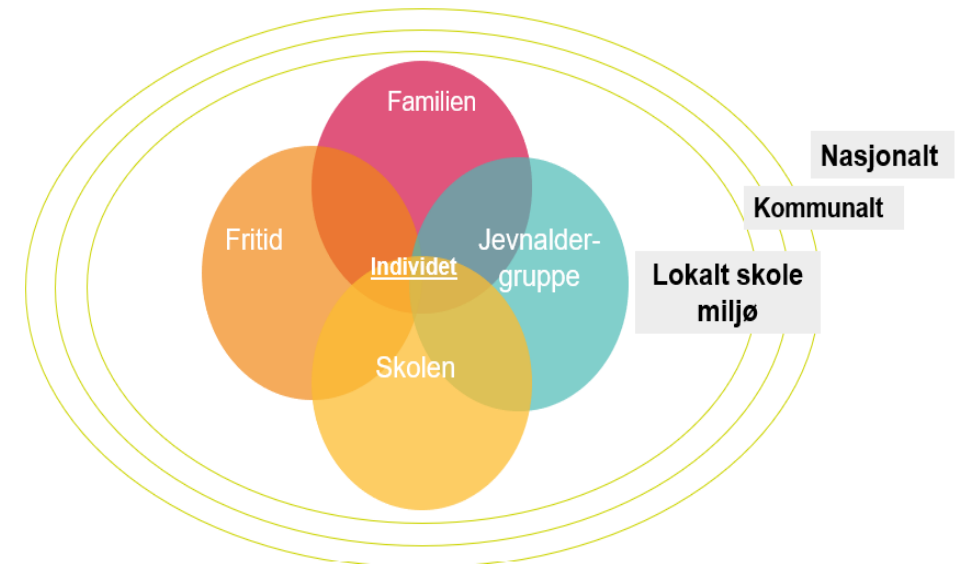 Familien
Nasjonalt
Kommunalt
Fritid
Jevnalder-
gruppe
Individet
Lokalt skole
miljø
Skolen